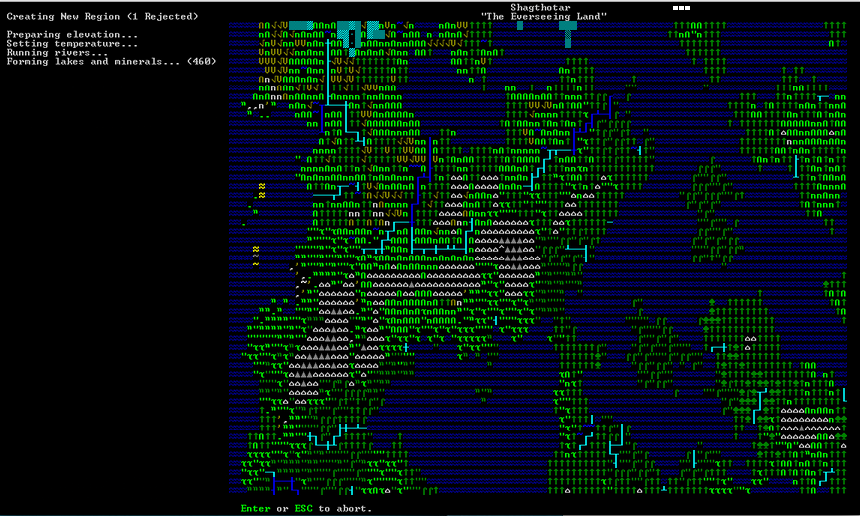 Shagthotar
"The Everseeing Land"
Creating New Region (1 Rejected)
Preparing elevation...
Setting temperature...
Running rivers...
Forming lakes and minerals... (460)
Enter or ESC to abort.